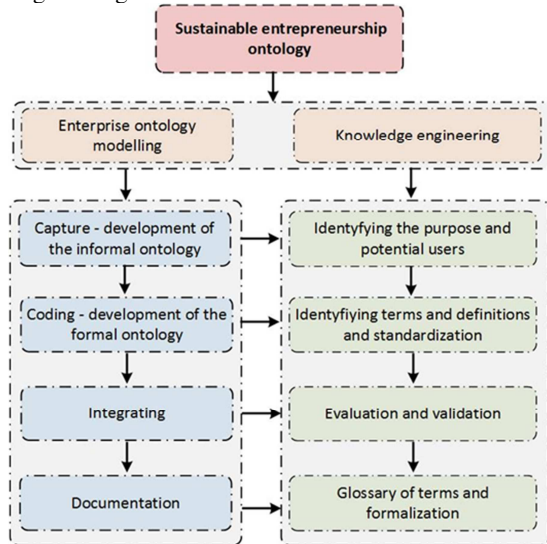 Sustainable entrepreneurship
ontology
Enterprise ontology
modelling
Knowledge engineering
Capture - development of
the informal ontology
Identyfying the purpose and
potential users
Coding - development of the
formal ontology
Identyfiying terms and definitions
and standardization
Integrating
Evaluation and validation
Documentation
Glossary of terms and
formalization